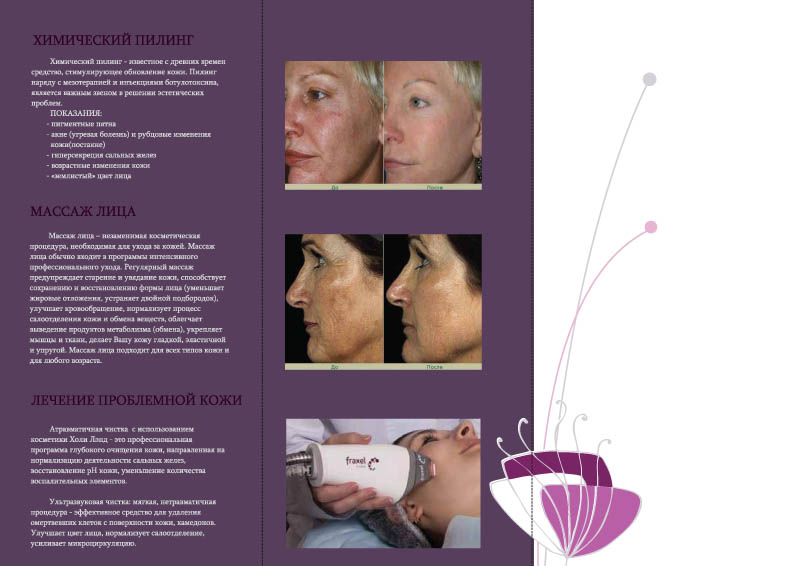 ХИМИЧЕСКИЙ ПИЛИНГ
Химический пилинг - известное с древних времен
средство, стимулирующее обновление кожи. Пилинг
наряду с мезотерапией и инъекциями ботулотоксина,
является важным звеном в решении эстетических
проблем.
ПОКАЗАНИЯ:
- пигментные пятна
- акне (угревая болезнь) и рубцовые изменения
кожи(постакне)
- гиперсекреция сальных желез
- возрастные изменения кожи
- «землистый» цвет лица
До
После
МАССАЖ ЛИЦА
Массаж лица – незаменимая косметическая
процедура, необходимая для ухода за кожей. Массаж
лица обычно входит в программы интенсивного
профессионального ухода. Регулярный массаж
предупреждает старение и увядание кожи, способствует
сохранению и восстановлению формы лица (уменьшает
жировые отложения, устраняет двойной подбородок),
улучшает кровообращение, нормализует процесс
салоотделения кожи и обмена веществ, облегчает
выведение продуктов метаболизма (обмена), укрепляет
мышцы и ткани, делает Вашу кожу гладкой, эластичной
и упругой. Массаж лица подходит для всех типов кожи и
для любого возраста.
До
После
ЛЕЧЕНИЕ ПРОБЛЕМНОЙ КОЖИ
Атравматичная чистка с использованием
косметики Холи Лэнд - это профессиональная
программа глубокого очищения кожи, направленная на
нормализацию деятельности сальных желез,
восстановление pH кожи, уменьшение количества
воспалительных элементов.
Ультразвуковая чистка: мягкая, нетравматичная
процедура - эффективное средство для удаления
омертвевших клеток с поверхности кожи, камедонов.
Улучшает цвет лица, нормализует салоотделение,
усиливает микроциркуляцию.
fraxel